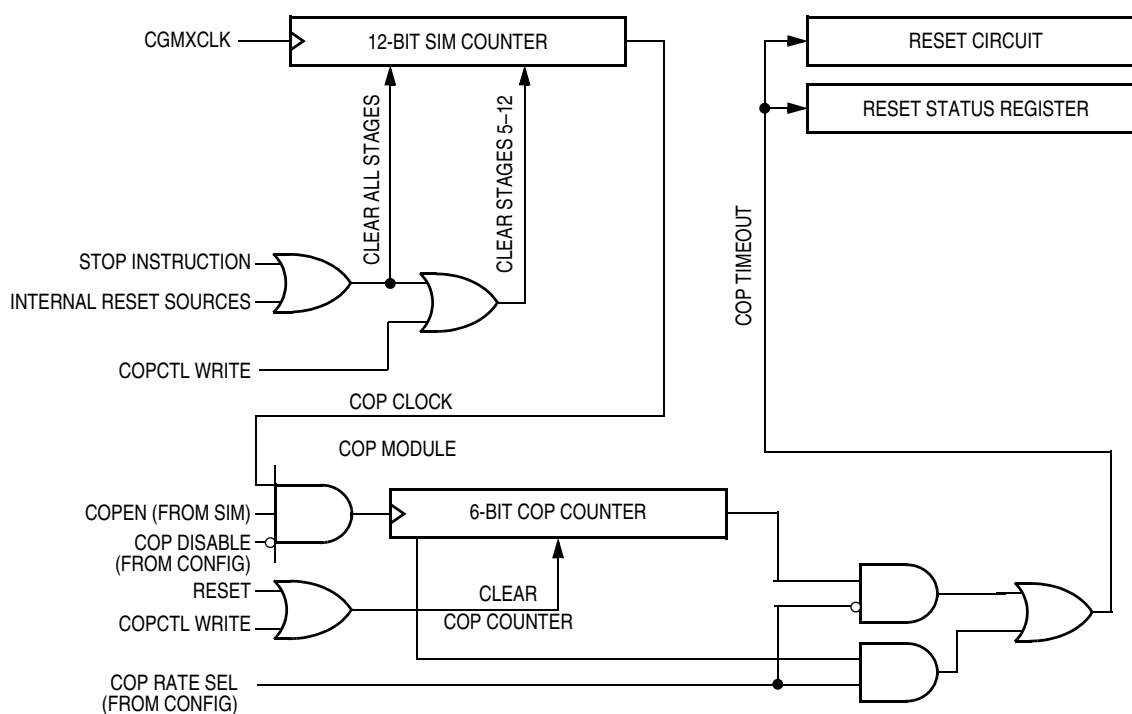 CGMXCLK
12-BIT SIM COUNTER
RESET CIRCUIT
RESET STATUS REGISTER
CLEAR ALL STAGES
CLEAR STAGES 5–12
COP TIMEOUT
STOP INSTRUCTION
INTERNAL RESET SOURCES
COPCTL WRITE
COP CLOCK
COP MODULE
COPEN (FROM SIM)
COP DISABLE
(FROM CONFIG)
6-BIT COP COUNTER
RESET
COPCTL WRITE
CLEAR
COP COUNTER
COP RATE SEL
(FROM CONFIG)